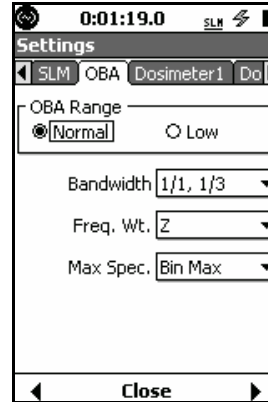 0:01:19.0 SLM
Settings
SLM OBA Dosimeter1 Do
OBA Range
Normal Low
Bandwidth 1/1, 1/3
Freq. Wt. Z
Max Spec. Bin Max
Close